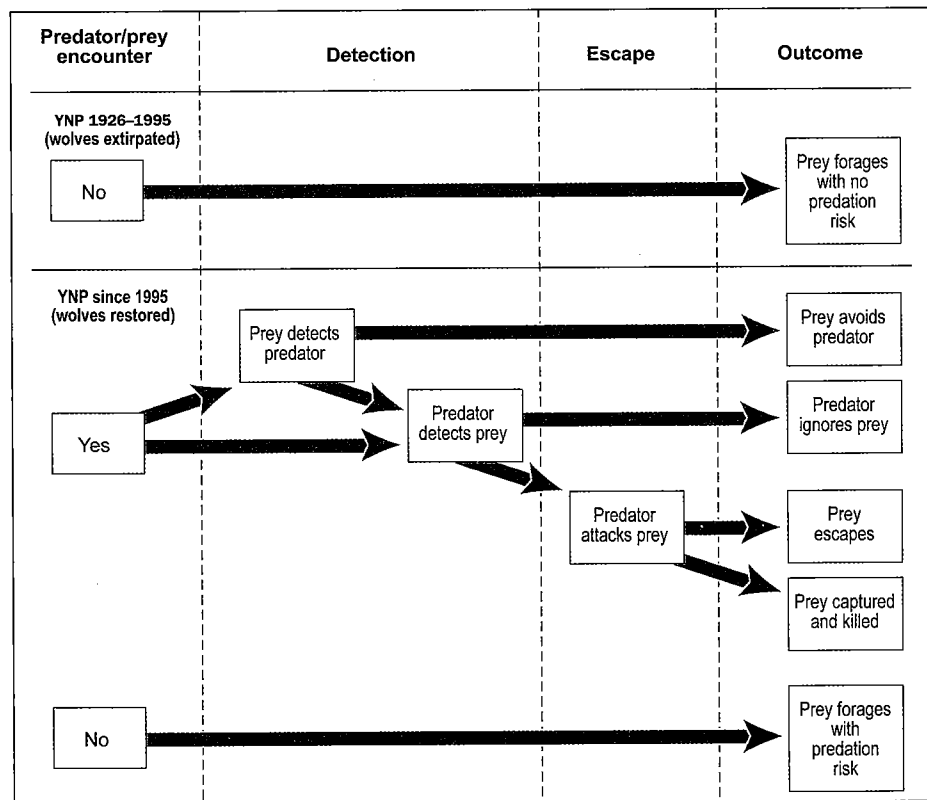 Predator/prey
encounter
Detection
Escape
Outcome
YNP 1926–1995
(wolves extirpated)
No
Prey forages
with no
predation
risk
YNP since 1995
(wolves restored)
Prey detects
predator
Prey avoids
predator
Yes
Predator
detects prey
Predator
ignores prey
Predator
attacks prey
Prey
escapes
Prey captured
and killed
No
Prey forages
with
predation
risk